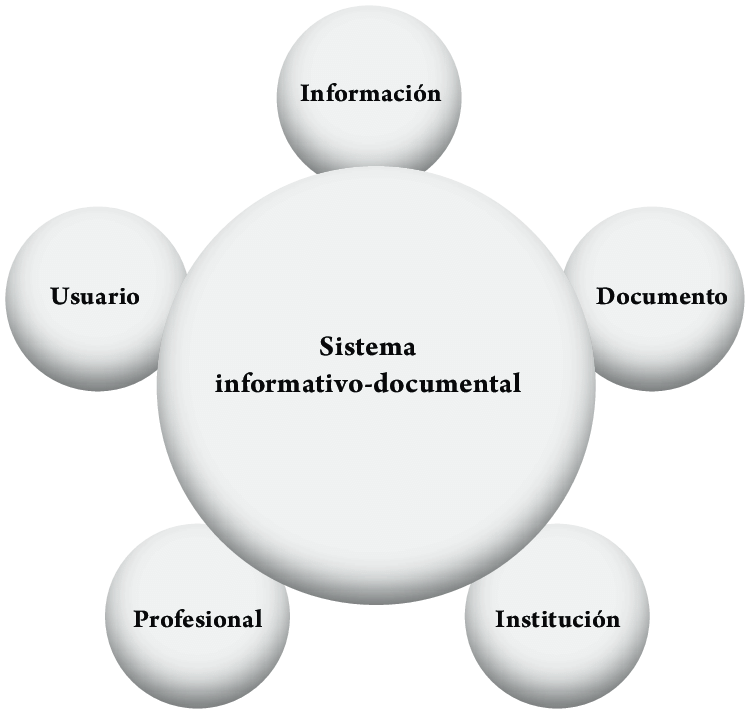 Información
Usuario
Documento
Sistema
informativo-documental
Profesional
Institución